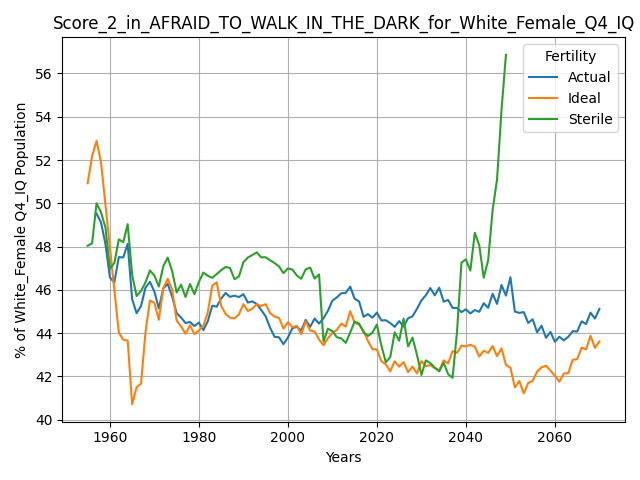 Score_2_in_AFRAID_TO_WALK_IN_THE_DARK_for_White_Female_Q4_IQ
% of White_Female Q4_IQ Population
56
54
52
50
48
46
44
42
40
Fertility
Actual
Ideal
Sterile
1960 1980 2000 2020 2040 2060
Years